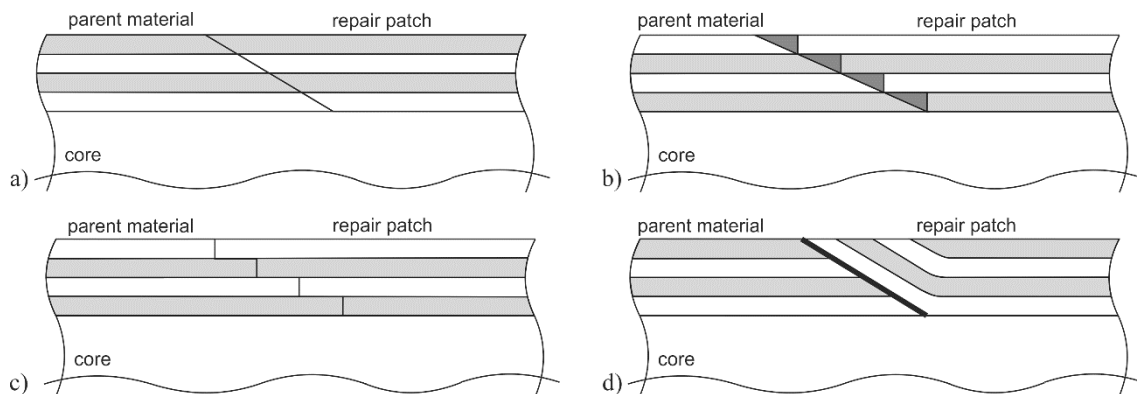 parent material repair patch
core
a)
parent material repair patch
core
b)
parent material repair patch
core
c)
parent material repair patch
core
d)